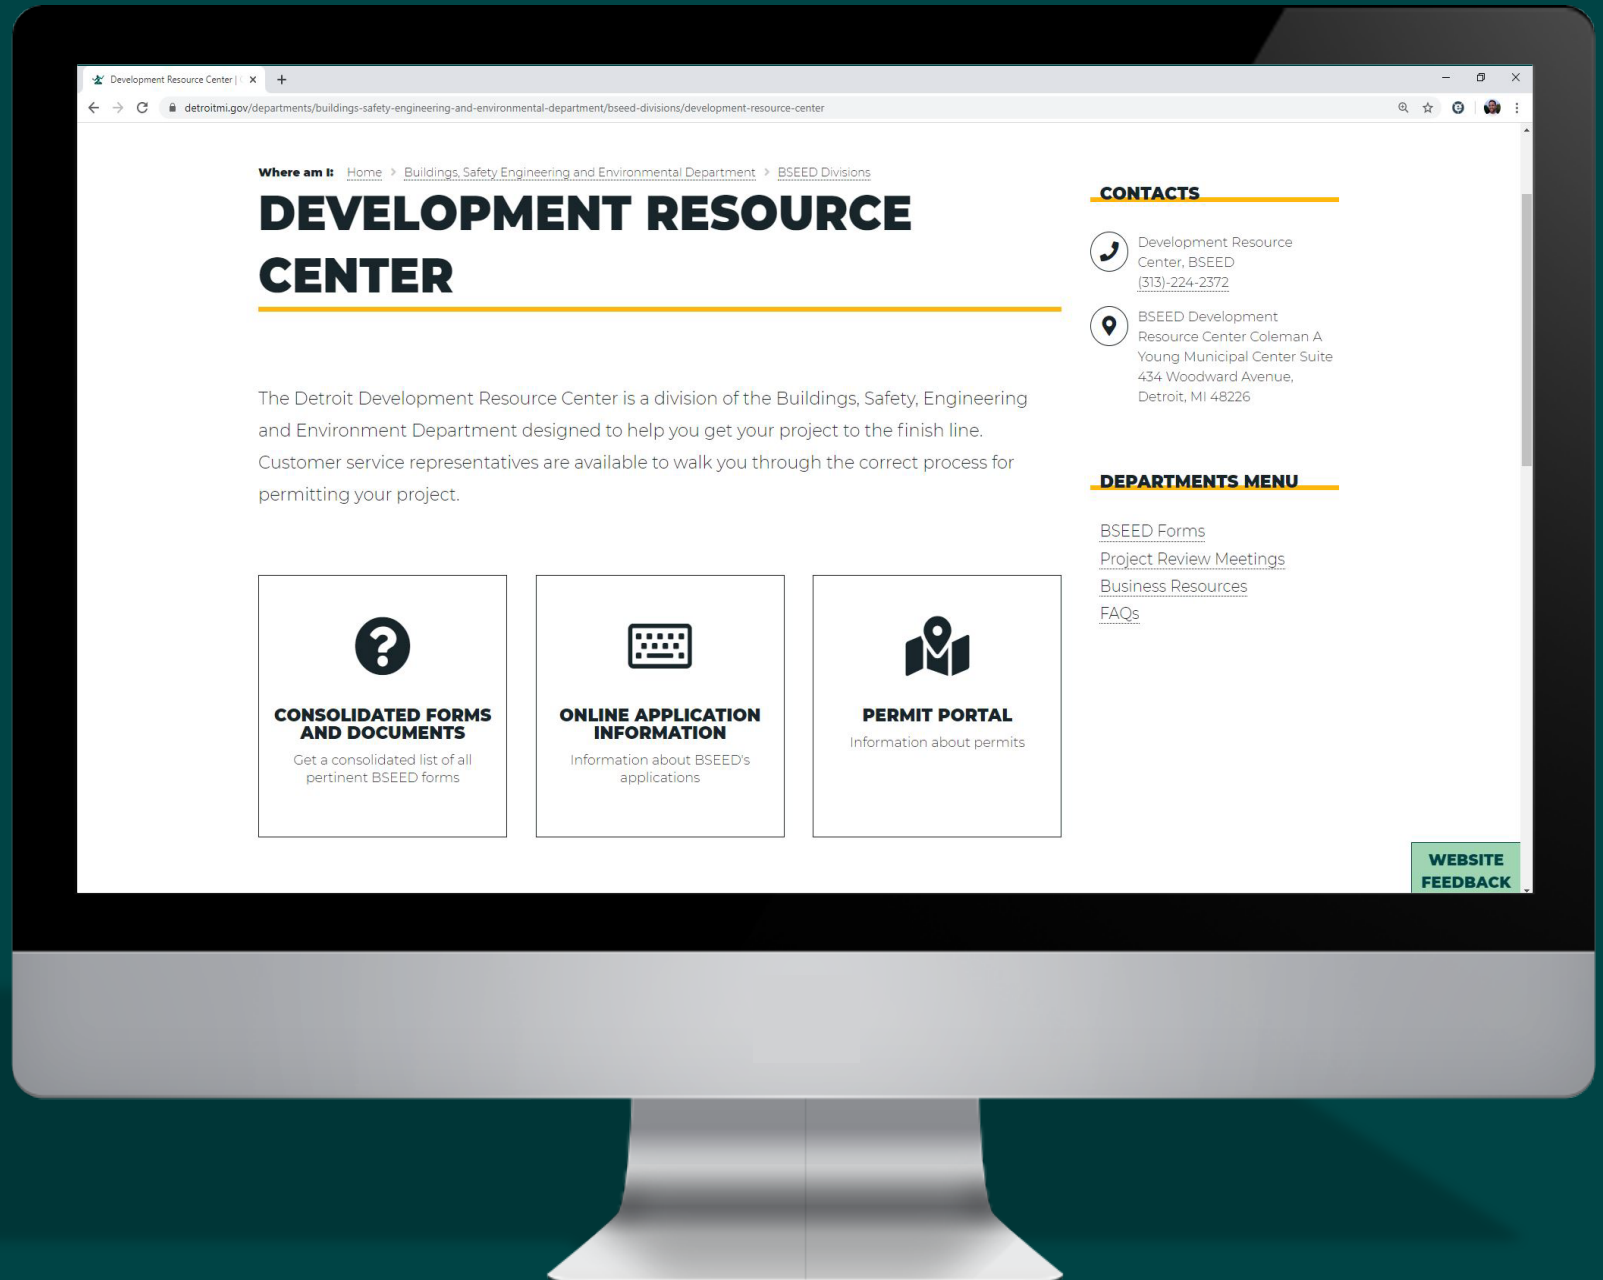 Development Resource Center |
detroitmi.gov/departments/buildings-safety-engineering-and-environmental-department/bseed-divisions/development-resource-center
Where am I: Home > Buildings, Safety Engineering and Environmental Department > BSEED Divisions
DEVELOPMENT RESOURCE
CENTER
The Detroit Development Resource Center is a division of the Buildings, Safety, Engineering
and Environment Department designed to help you get your project to the finish line.
Customer service representatives are available to walk you through the correct process for
permitting your project.
CONSOLIDATED FORMS
AND DOCUMENTS
Get a consolidated list of all
pertinent BSEED forms
ONLINE APPLICATION
INFORMATION
Information about BSEED's
applications
PERMIT PORTAL
Information about permits
CONTACTS
Development Resource
Center, BSEED
(313)-224-2372
BSEED Development
Resource Center Coleman A
Young Municipal Center Suite
434 Woodward Avenue,
Detroit, MI 48226
DEPARTMENTS MENU
BSEED Forms
Project Review Meetings
Business Resources
FAQs
WEBSITE
FEEDBACK